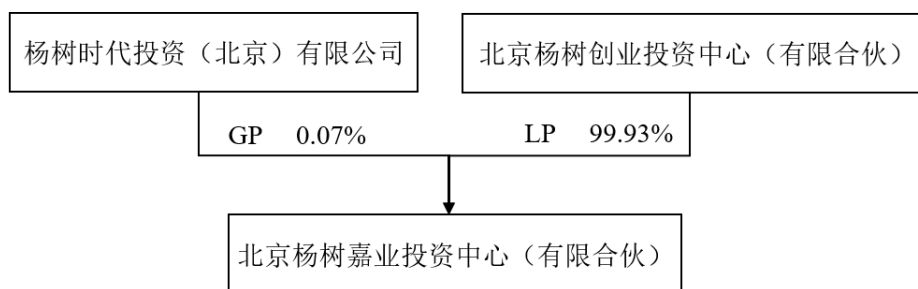 杨树时代投资（北京）有限公司
北京杨树创业投资中心（有限合伙）
GP 0.07%
LP 99.93%
北京杨树嘉业投资中心（有限合伙）